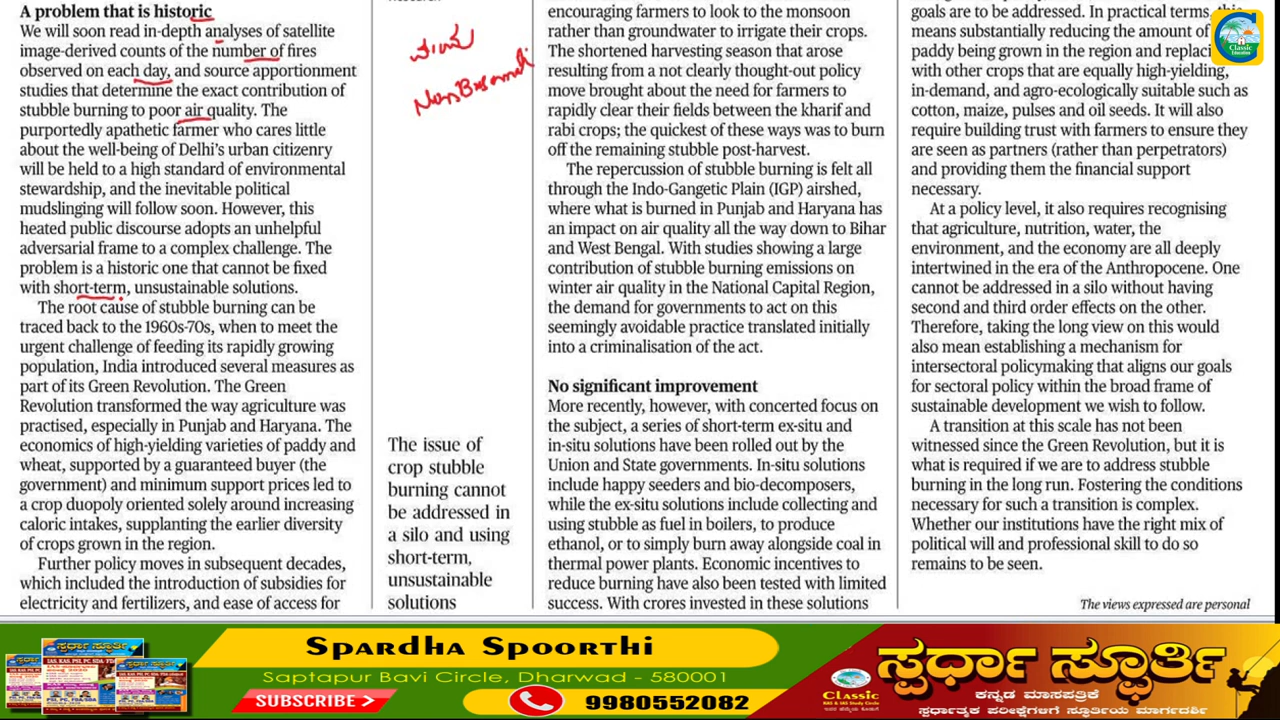 A problem that is historic
We will soon read in-depth analyses of satellite
image-derived counts of the number of fires
observed on each day, and source apportionment
studies that determine the exact contribution of
stubble burning to poor air quality. The
purportedly apathetic farmer who cares little
about the well-being of Delhi's urban citizenry
will be held to a high standard of environmental
stewardship, and the inevitable political
mudslinging will follow soon. However, this
heated public discourse adopts an unhelpful
adversarial frame to a complex challenge. The
problem is a historic one that cannot be fixed
with short-term, unsustainable solutions.
The root cause of stubble burning can be
traced back to the 1960s-70s, when to meet the
urgent challenge of feeding its rapidly growing
population, India introduced several measures as
part of its Green Revolution. The Green
Revolution transformed the way agriculture was
practised, especially in Punjab and Haryana. The
economics of high-yielding varieties of paddy and
wheat, supported by a guaranteed buyer (the
government) and minimum support prices led to
a crop duopoly oriented solely around increasing
caloric intakes, supplanting the earlier diversity
of crops grown in the region.
Further policy moves in subsequent decades,
which included the introduction of subsidies for
electricity and fertilizers, and ease of access for
The issue of
crop stubble
burning cannot
be addressed in
a silo and using
short-term,
unsustainable
solutions
encouraging farmers to look to the monsoon
rather than groundwater to irrigate their crops.
The shortened harvesting season that arose
resulting from a not clearly thought-out policy
move brought about the need for farmers to
rapidly clear their fields between the kharif and
rabi crops; the quickest of these ways was to burn
off the remaining stubble post-harvest.
The repercussion of stubble burning is felt all
through the Indo-Gangetic Plain (IGP) airshed,
where what is burned in Punjab and Haryana has
an impact on air quality all the way down to Bihar
and West Bengal. With studies showing a large
contribution of stubble burning emissions on
winter air quality in the National Capital Region,
the demand for governments to act on this
seemingly avoidable practice translated initially
into a criminalisation of the act.
No significant improvement
More recently, however, with concerted focus on
the subject, a series of short-term ex-situ and
in-situ solutions have been rolled out by the
Union and State governments. In-situ solutions
include happy seeders and bio-decomposers,
while the ex-situ solutions include collecting and
using stubble as fuel in boilers, to produce
ethanol, or to simply burn away alongside coal in
thermal power plants. Economic incentives to
reduce burning have also been tested with limited
success. With crores invested in these solutions
goals are to be addressed. In practical terms, this
means substantially reducing the amount of
paddy being grown in the region and
with other crops that are equally high-yielding,
in-demand, and agro-ecologically suitable such as
cotton, maize, pulses and oil seeds. It will also
require building trust with farmers to ensure they
are seen as partners (rather than perpetrators)
and providing them the financial support
necessary.
At a policy level, it also requires recognising
that agriculture, nutrition, water, the
environment, and the economy are all deeply
intertwined in the era of the Anthropocene. One
cannot be addressed in a silo without having
second and third order effects on the other.
Therefore, taking the long view on this would
also mean establishing a mechanism for
intersectoral policymaking that aligns our goals
for sectoral policy within the broad frame of
sustainable development we wish to follow.
A transition at this scale has not been
witnessed since the Green Revolution, but it is
what is required if we are to address stubble
burning in the long run. Fostering the conditions
necessary for such a transition is complex.
Whether our institutions have the right mix of
political will and professional skill to do so
remains to be seen.
The views expressed are personal
Classic
Education
Spardha Spoorthi
Saptapur Bavi Circle, Dharwad - 580001
SUBSCRIBE
9980552082
Classic
KAS & IAS Study Circle
ಸ್ಪರ್ಧಾ ಸ್ಫೂರ್ತಿ
ಕನ್ನಡ ಮಾಸಪತ್ರಿಕೆ
ಸ್ಪರ್ಧಾತ್ಮಕ ಪರೀಕ್ಷೆಗಳಿಗೆ ಸ್ಫೂರ್ತಿಯ ಮಾರ್ಗದರ್ಶಿ